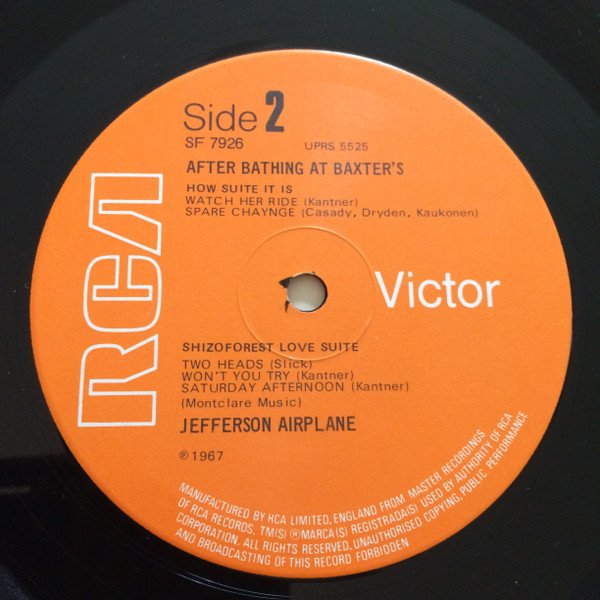 Side 2
SF 7926 UPRS 5525
AFTER BATHING AT BAXTER'S
HOW SUITE IT IS
WATCH HER RIDE (Kantner)
SPARE CHAYNGE (Casady, Dryden, Kaukonen)
RCA
Victor
SHIZOFOREST LOVE SUITE
TWO HEADS (Slick)
WON'T YOU TRY (Kantner)
SATURDAY AFTERNOON (Kantner)
(Montclare Music)
JEFFERSON AIRPLANE
℗ 1967
MANUFACTURED BY RCA LIMITED, ENGLAND FROM MASTER RECORDINGS
OF RCA RECORDS. TM(S) ® MARCA(S) REGISTRADA(S) USED BY AUTHORITY OF RCA
CORPORATION. ALL RIGHTS RESERVED. UNAUTHORISED COPYING, PUBLIC PERFORMANCE
AND BROADCASTING OF THIS RECORD FORBIDDEN